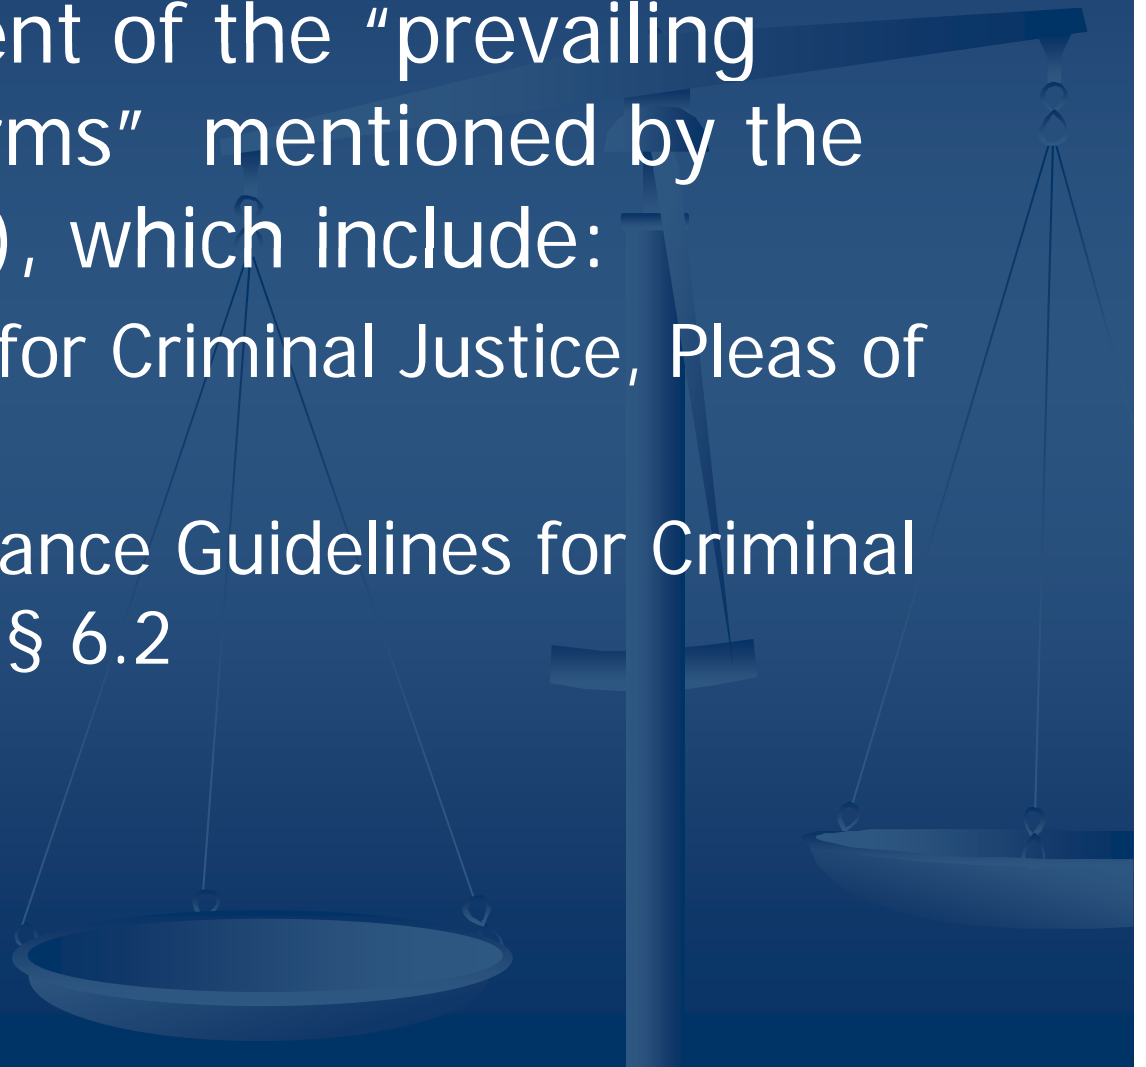 ent of the “prevailing
rms” mentioned by the
), which include:
for Criminal Justice, Pleas of
ance Guidelines for Criminal
§ 6.2